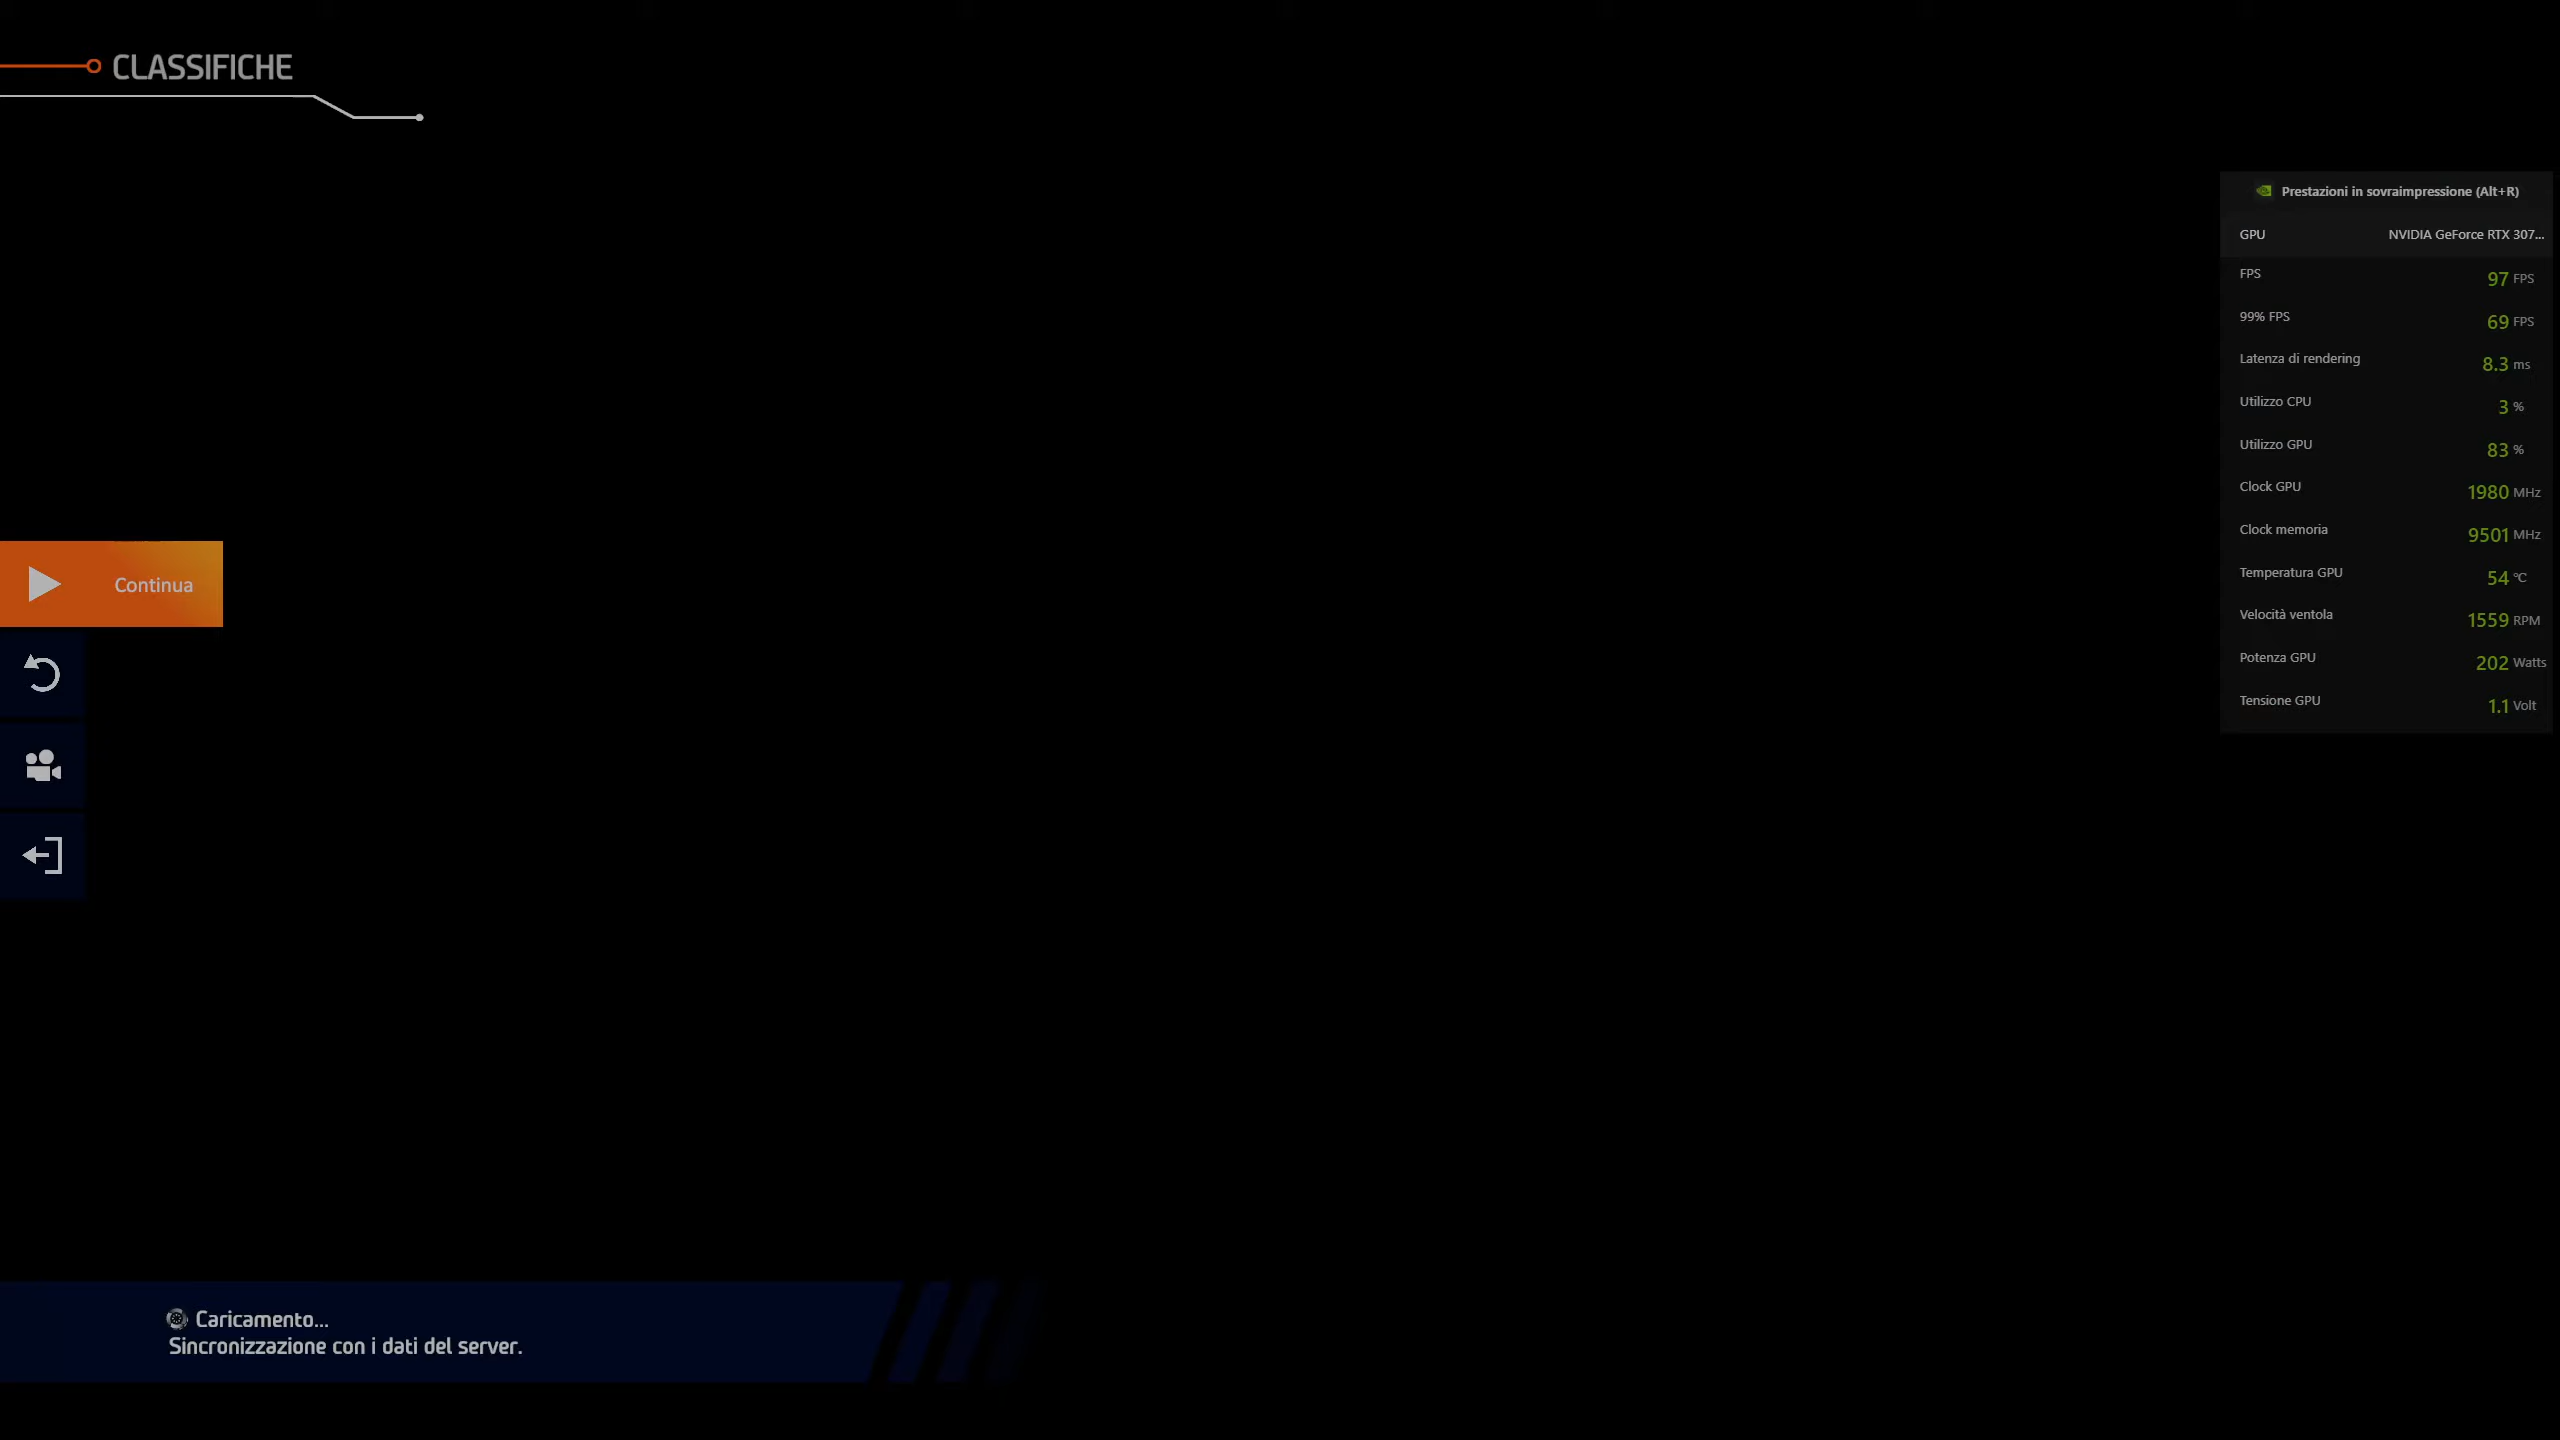 CLASSIFICHE
Prestazioni in sovraimpressione (Alt+R)
GPU NVIDIA GeForce RTX 307...
FPS 97 FPS
99% FPS 69 FPS
Latenza di rendering 8.3 ms
Utilizzo CPU 3 %
Utilizzo GPU 83 %
Clock GPU 1980 MHz
Clock memoria 9501 MHz
Temperatura GPU 54 °C
Velocità ventola 1559 RPM
Potenza GPU 202 Watts
Tensione GPU 1.1 Volt
Continua
Caricamento...
Sincronizzazione con i dati del server.